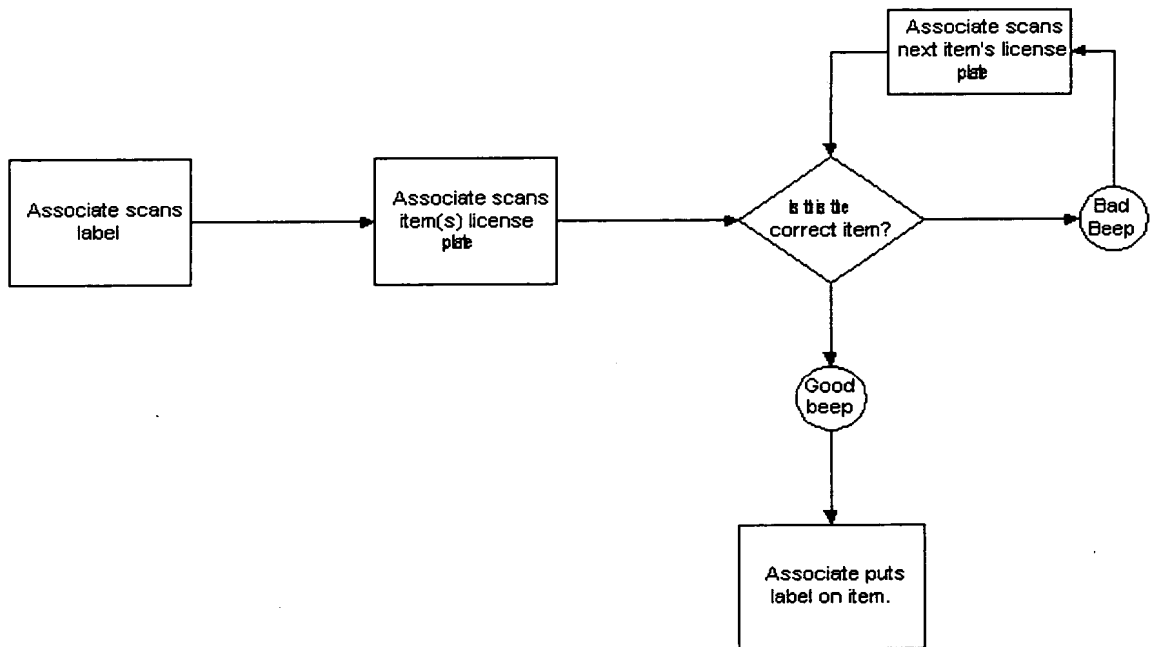 Associate scans
next item's license
plate
Associate scans
label
Associate scans
item(s) license
plate
Is this the
correct item?
Bad
Beep
Good
beep
Associate puts
label on item.